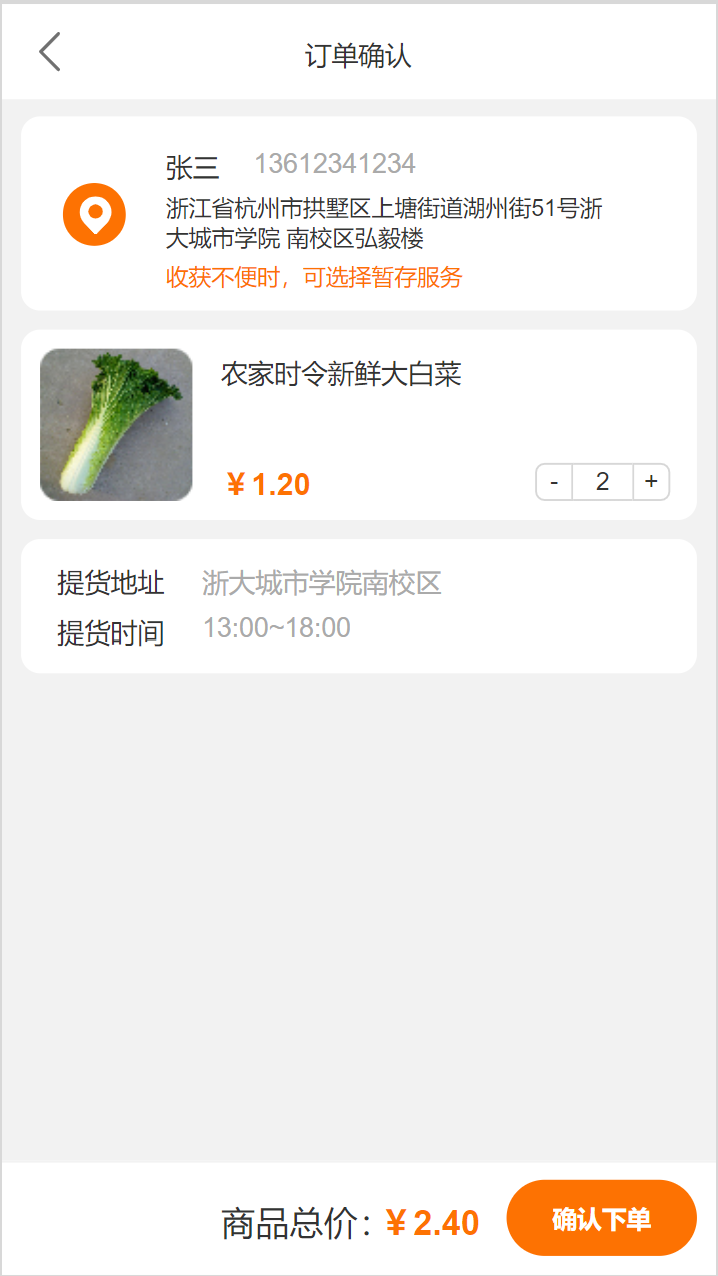 订单确认
张三 13612341234
浙江省杭州市拱墅区上塘街道湖州街51号浙
大城市学院 南校区弘毅楼
收获不便时，可选择暂存服务
农家时令新鲜大白菜
¥ 1.20 - 2 +
提货地址 浙大城市学院南校区
提货时间 13:00~18:00
商品总价：¥ 2.40 确认下单